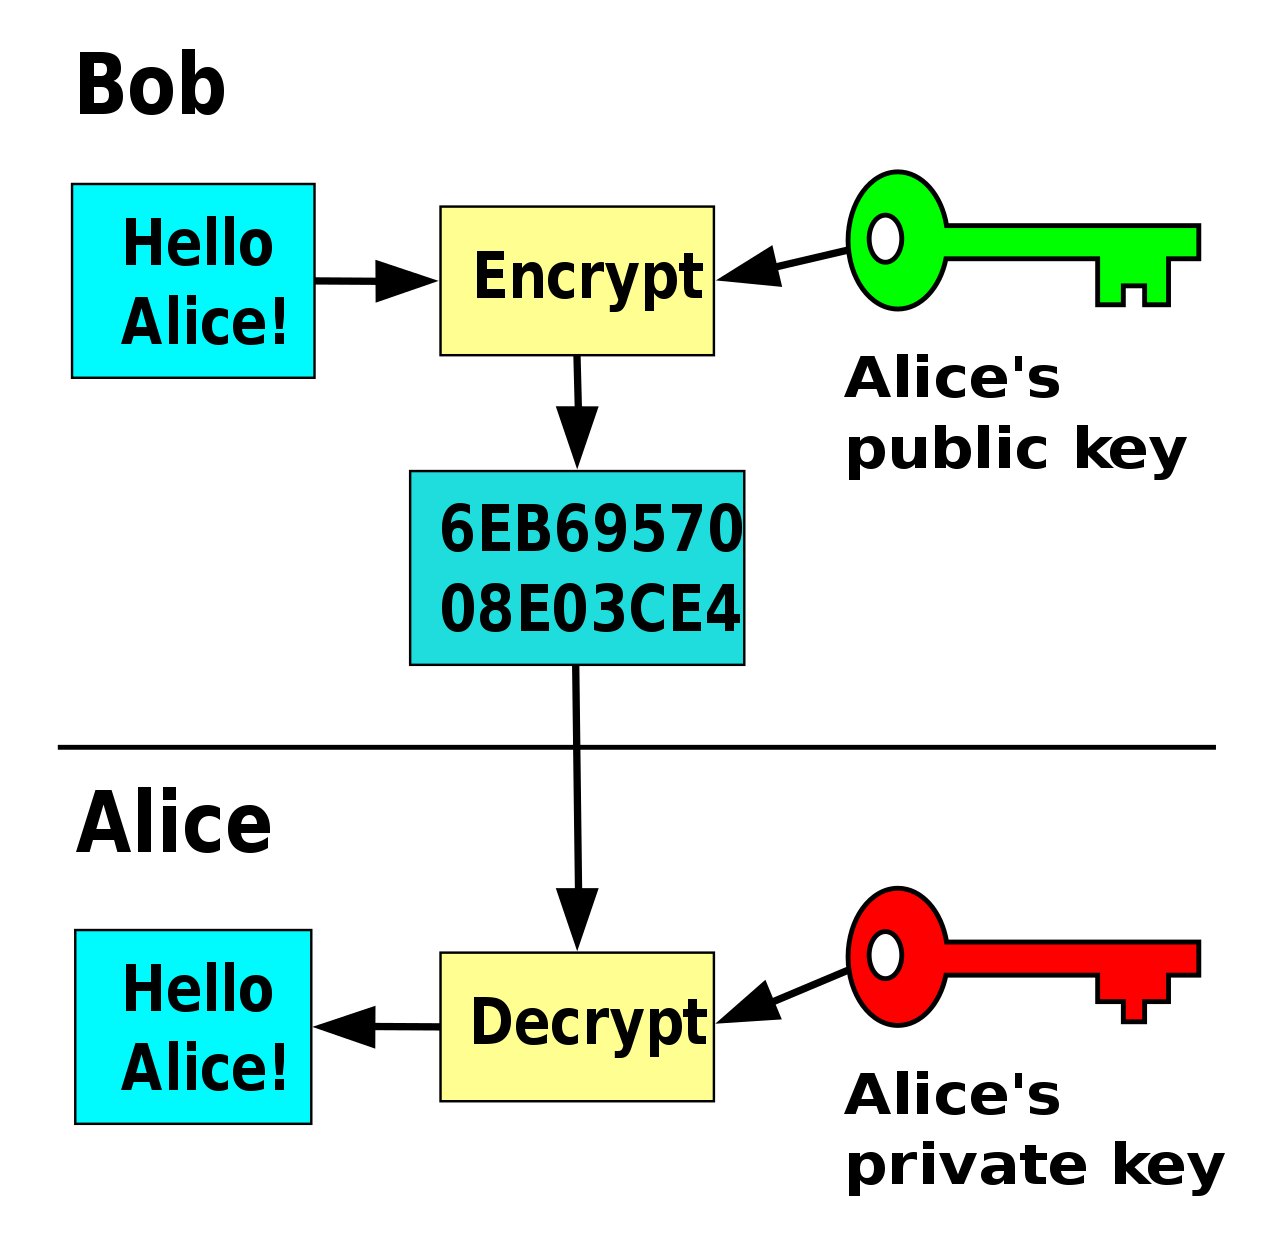 Bob
Hello
Alice!
Encrypt
Alice's
public key
6EB69570
08E03CE4
Alice
Hello
Alice!
Decrypt
Alice's
private key